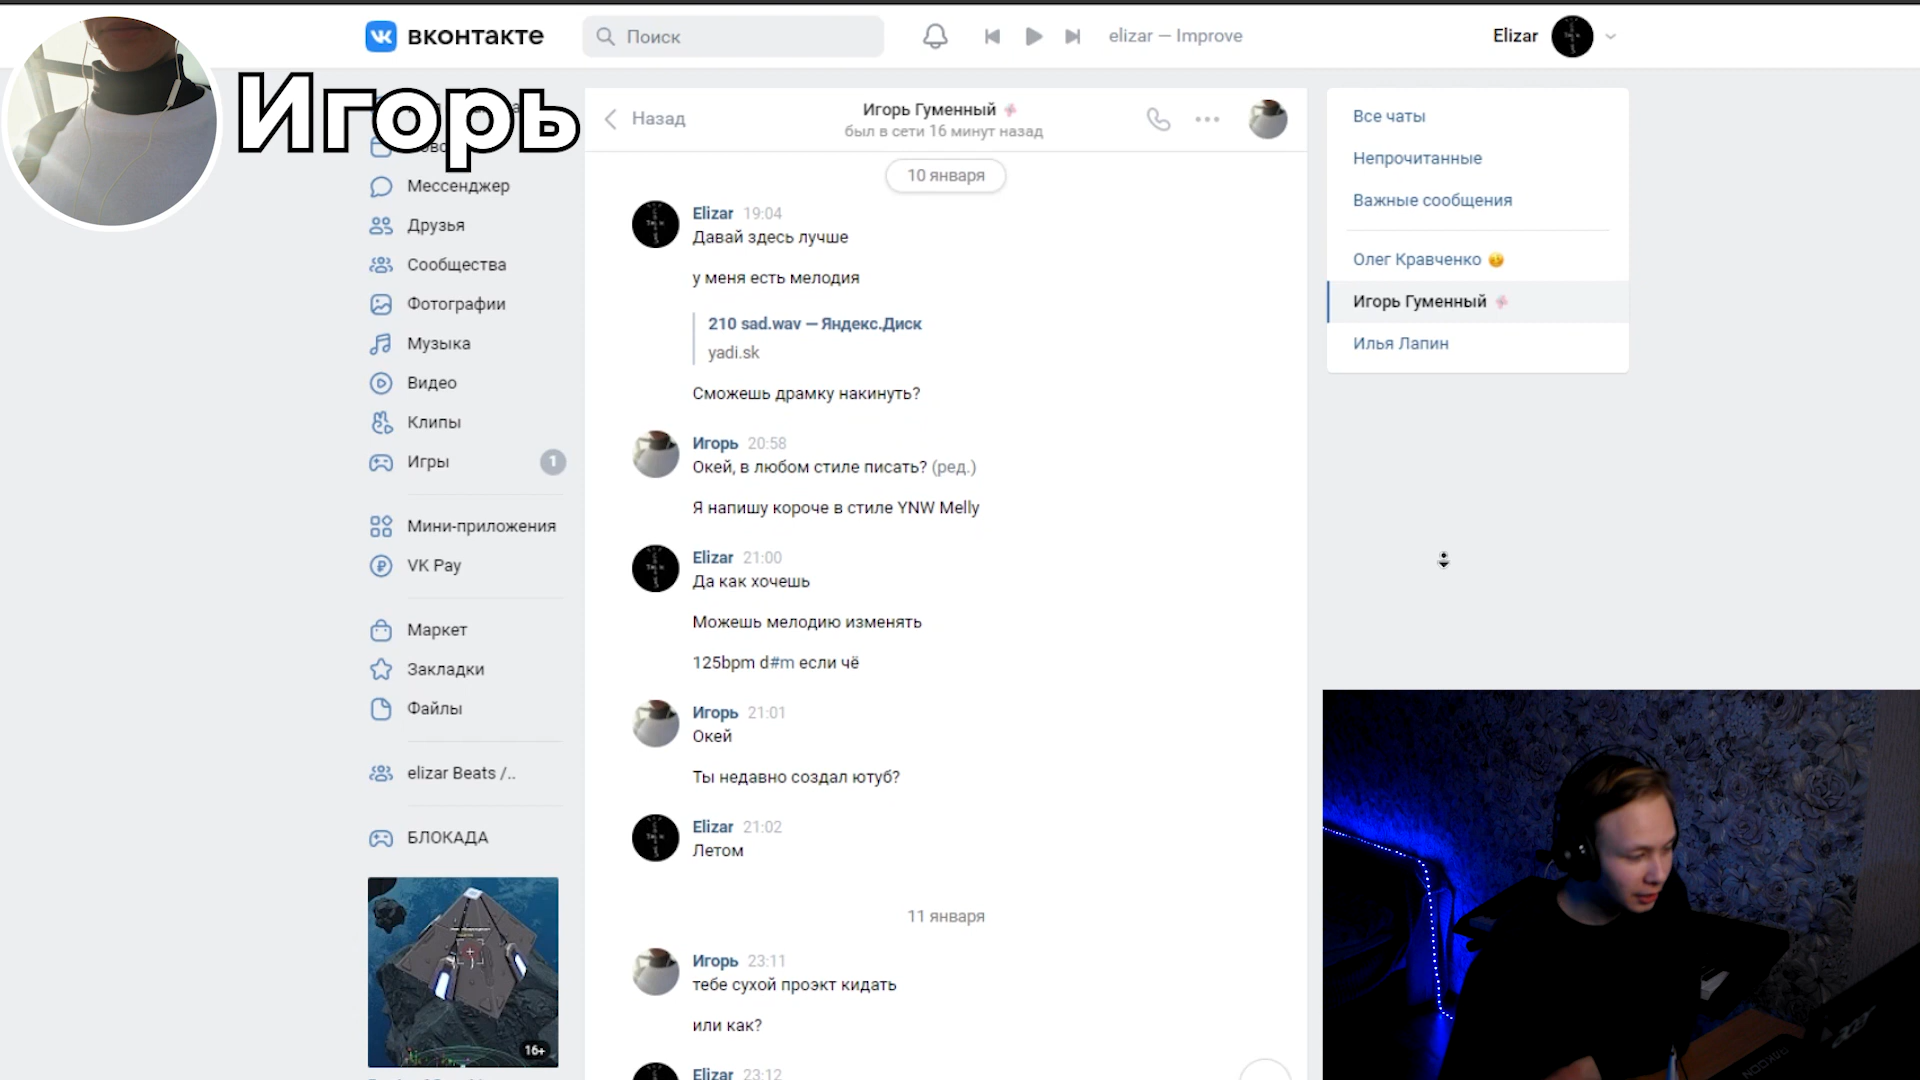 вконтакте
Поиск
elizar — Improve
Elizar
Игорь
Мессенджер
Друзья
Сообщества
Фотографии
Музыка
Видео
Клипы
Игры
1
Мини-приложения
VK Pay
Маркет
Закладки
Файлы
elizar Beats /..
БЛОКАДА
16+
Назад
Игорь Гуменный
был в сети 16 минут назад
10 января
Elizar 19:04
Давай здесь лучше
у меня есть мелодия
210 sad.wav — Яндекс.Диск
yadi.sk
Сможешь драмку накинуть?
Игорь 20:58
Окей, в любом стиле писать? (ред.)
Я напишу короче в стиле YNW Melly
Elizar 21:00
Да как хочешь
Можешь мелодию изменять
125bpm d#m если чё
Игорь 21:01
Окей
Ты недавно создал ютуб?
Elizar 21:02
Летом
11 января
Игорь 23:11
тебе сухой проэкт кидать
или как?
Elizar 23:12
Все чаты
Непрочитанные
Важные сообщения
Олег Кравченко
Игорь Гуменный
Илья Лапин